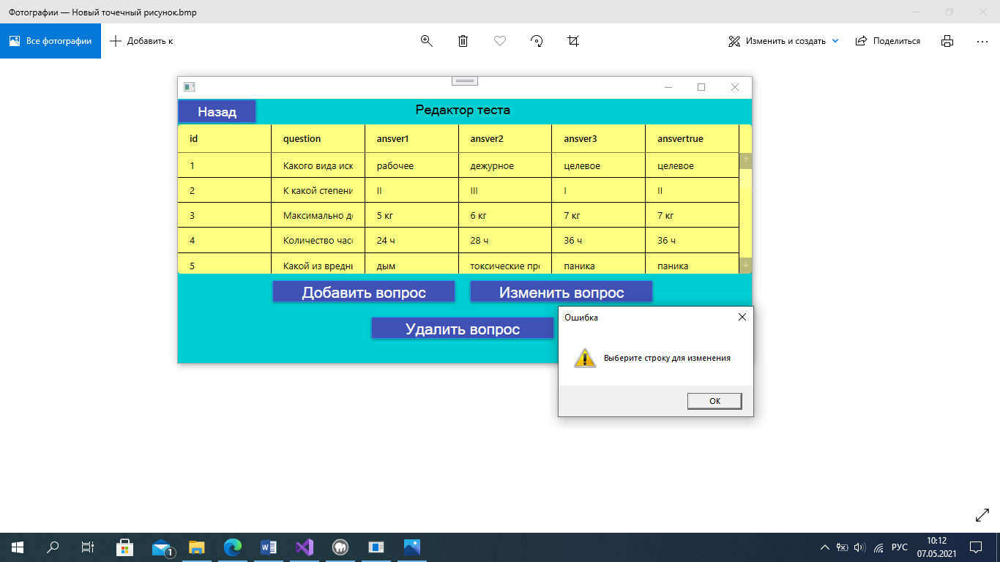 Фотографии — Новый точечный рисунок.bmp
Все фотографии
Добавить к
Изменить и создать
Поделиться
Назад
Редактор теста
id question ansver1 ansver2 ansver3 ansvertrue
1 Какого вида иск рабочее дежурное целевое целевое
2 К какой степени II III I II
3 Максимально до 5 кг 6 кг 7 кг 7 кг
4 Количество часо 24 ч 28 ч 36 ч 36 ч
5 Какой из вредны дым токсические про паника паника
Добавить вопрос
Изменить вопрос
Удалить вопрос
Ошибка
Выберите строку для изменения
ОК
1
РУС
10:12
07.05.2021